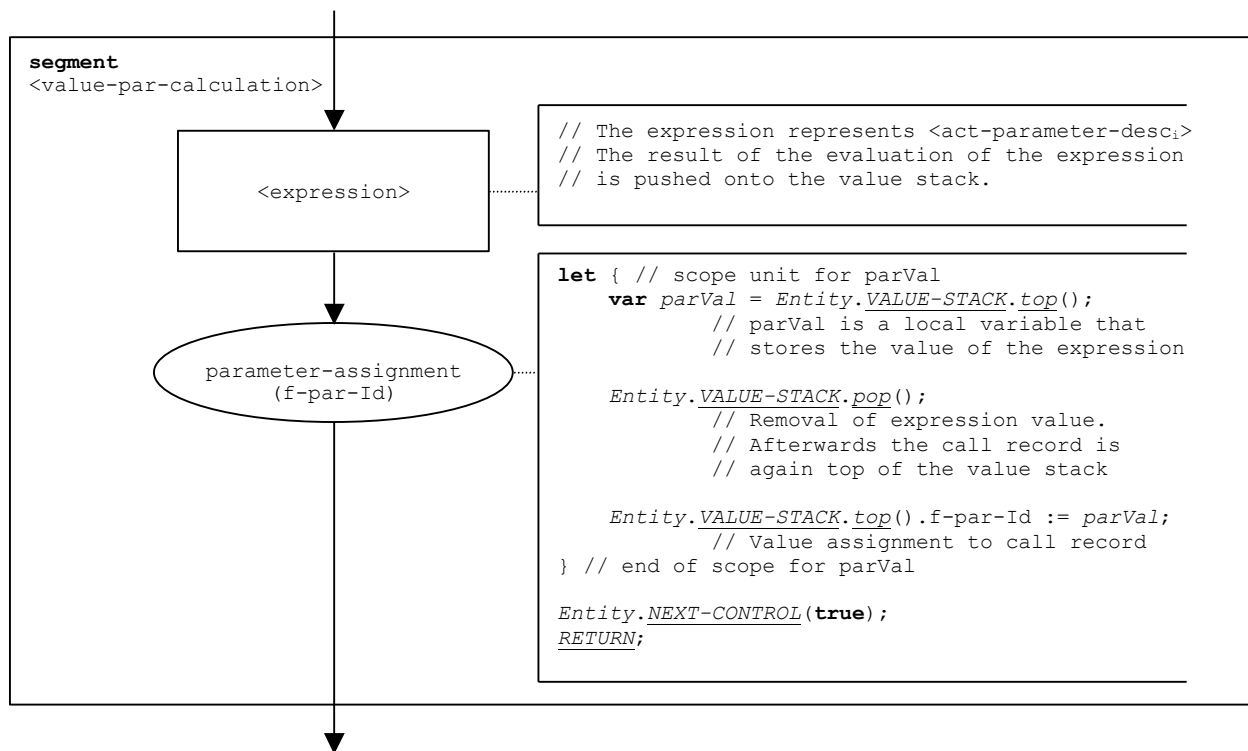 segment
<value-par-calculation>
<expression>
// The expression represents <act-parameter-descᵢ>
// The result of the evaluation of the expression
// is pushed onto the value stack.
parameter-assignment
(f-par-Id)
let { // scope unit for parVal
var parVal = Entity.VALUE-STACK.top();
// parVal is a local variable that
// stores the value of the expression
Entity.VALUE-STACK.pop();
// Removal of expression value.
// Afterwards the call record is
// again top of the value stack
Entity.VALUE-STACK.top().f-par-Id := parVal;
// Value assignment to call record
} // end of scope for parVal
Entity.NEXT-CONTROL(true);
RETURN;